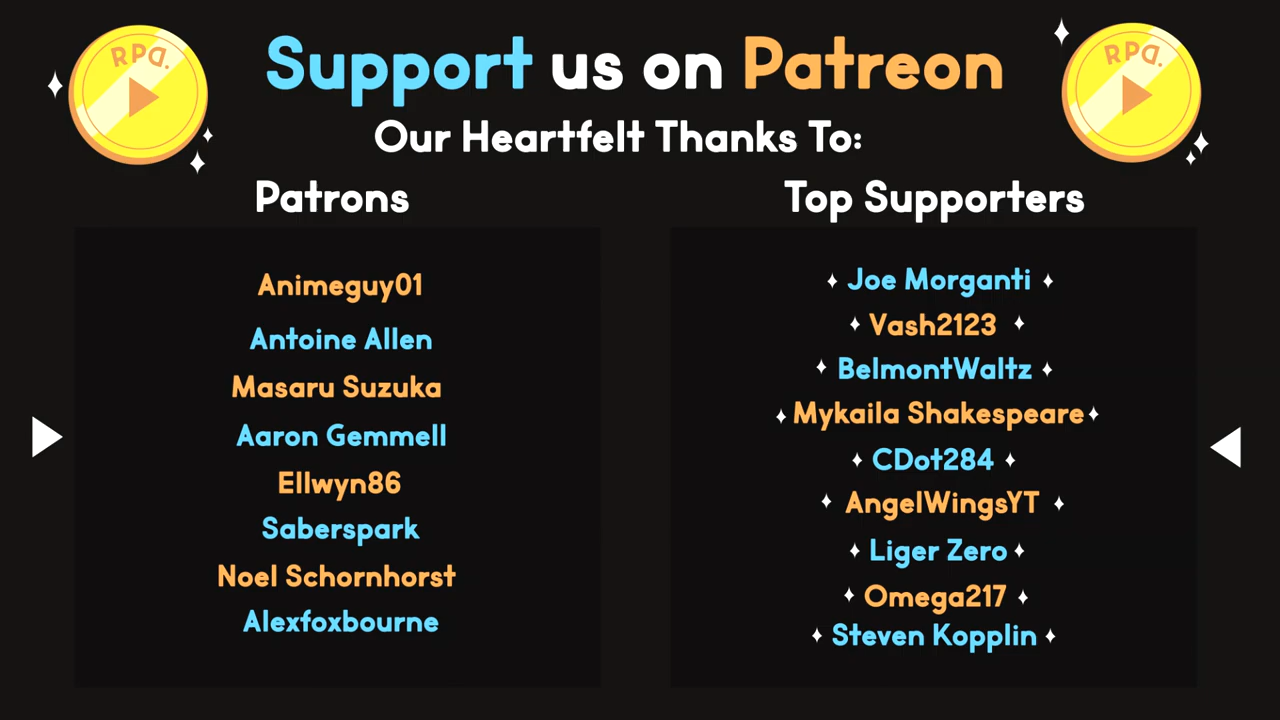 RPG.
RPG.
Support us on Patreon
Our Heartfelt Thanks To:
Patrons
Animeguy01
Antoine Allen
Masaru Suzuka
Aaron Gemmell
Ellwyn86
Saberspark
Noel Schornhorst
Alexfoxbourne
Top Supporters
Joe Morganti
Vash2123
BelmontWaltz
Mykaila Shakespeare
CDot284
AngelWingsYT
Liger Zero
Omega217
Steven Kopplin